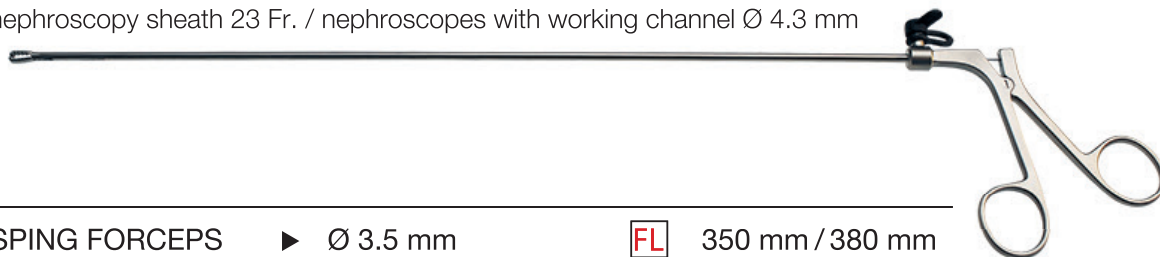 nephroscopy sheath 23 Fr. / nephroscopes with working channel Ø 4.3 mm
SPING FORCEPS ▶ Ø 3.5 mm FL 350 mm / 380 mm